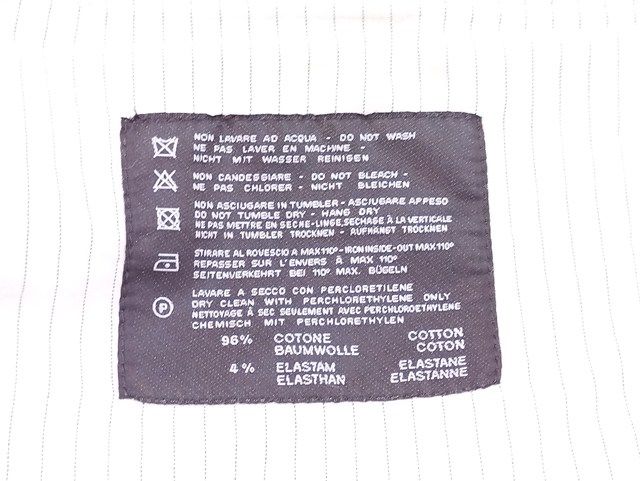 NON LAVARE AD ACQUA - DO NOT WASH
NE PAS LAVER EN MACHINE -
NICHT MIT WASSER REINIGEN
NON CANDEGGIARE - DO NOT BLEACH -
NE PAS CHLORER - NICHT BLEICHEN
NON ASCIUGARE IN TUMBLER - ASCIUGARE APPESO
DO NOT TUMBLE DRY - HANG DRY
NE PAS METTRE EN SECHE-LINGE, SECHAGE À LA VERTICALE
NICHT IN TUMBLER TROCKNEN - AUFHÄNGT TROCKNEN
STIRARE AL ROVESCIO A MAX 110° - IRON INSIDE-OUT MAX 110°
REPASSER SUR L'ENVERS À MAX 110°
SEITENVERKEHRT BEI 110° MAX. BÜGELN
P
LAVARE A SECCO CON PERCLORETILENE
DRY CLEAN WITH PERCHLORETHYLENE ONLY
NETTOYAGE À SEC SEULEMENT AVEC PERCHLOROETHYLENE
CHEMISCH MIT PERCHLORETHYLEN
96% COTONE COTTON
BAUMWOLLE COTON
4% ELASTAM ELASTANE
ELASTHAN ELASTANNE